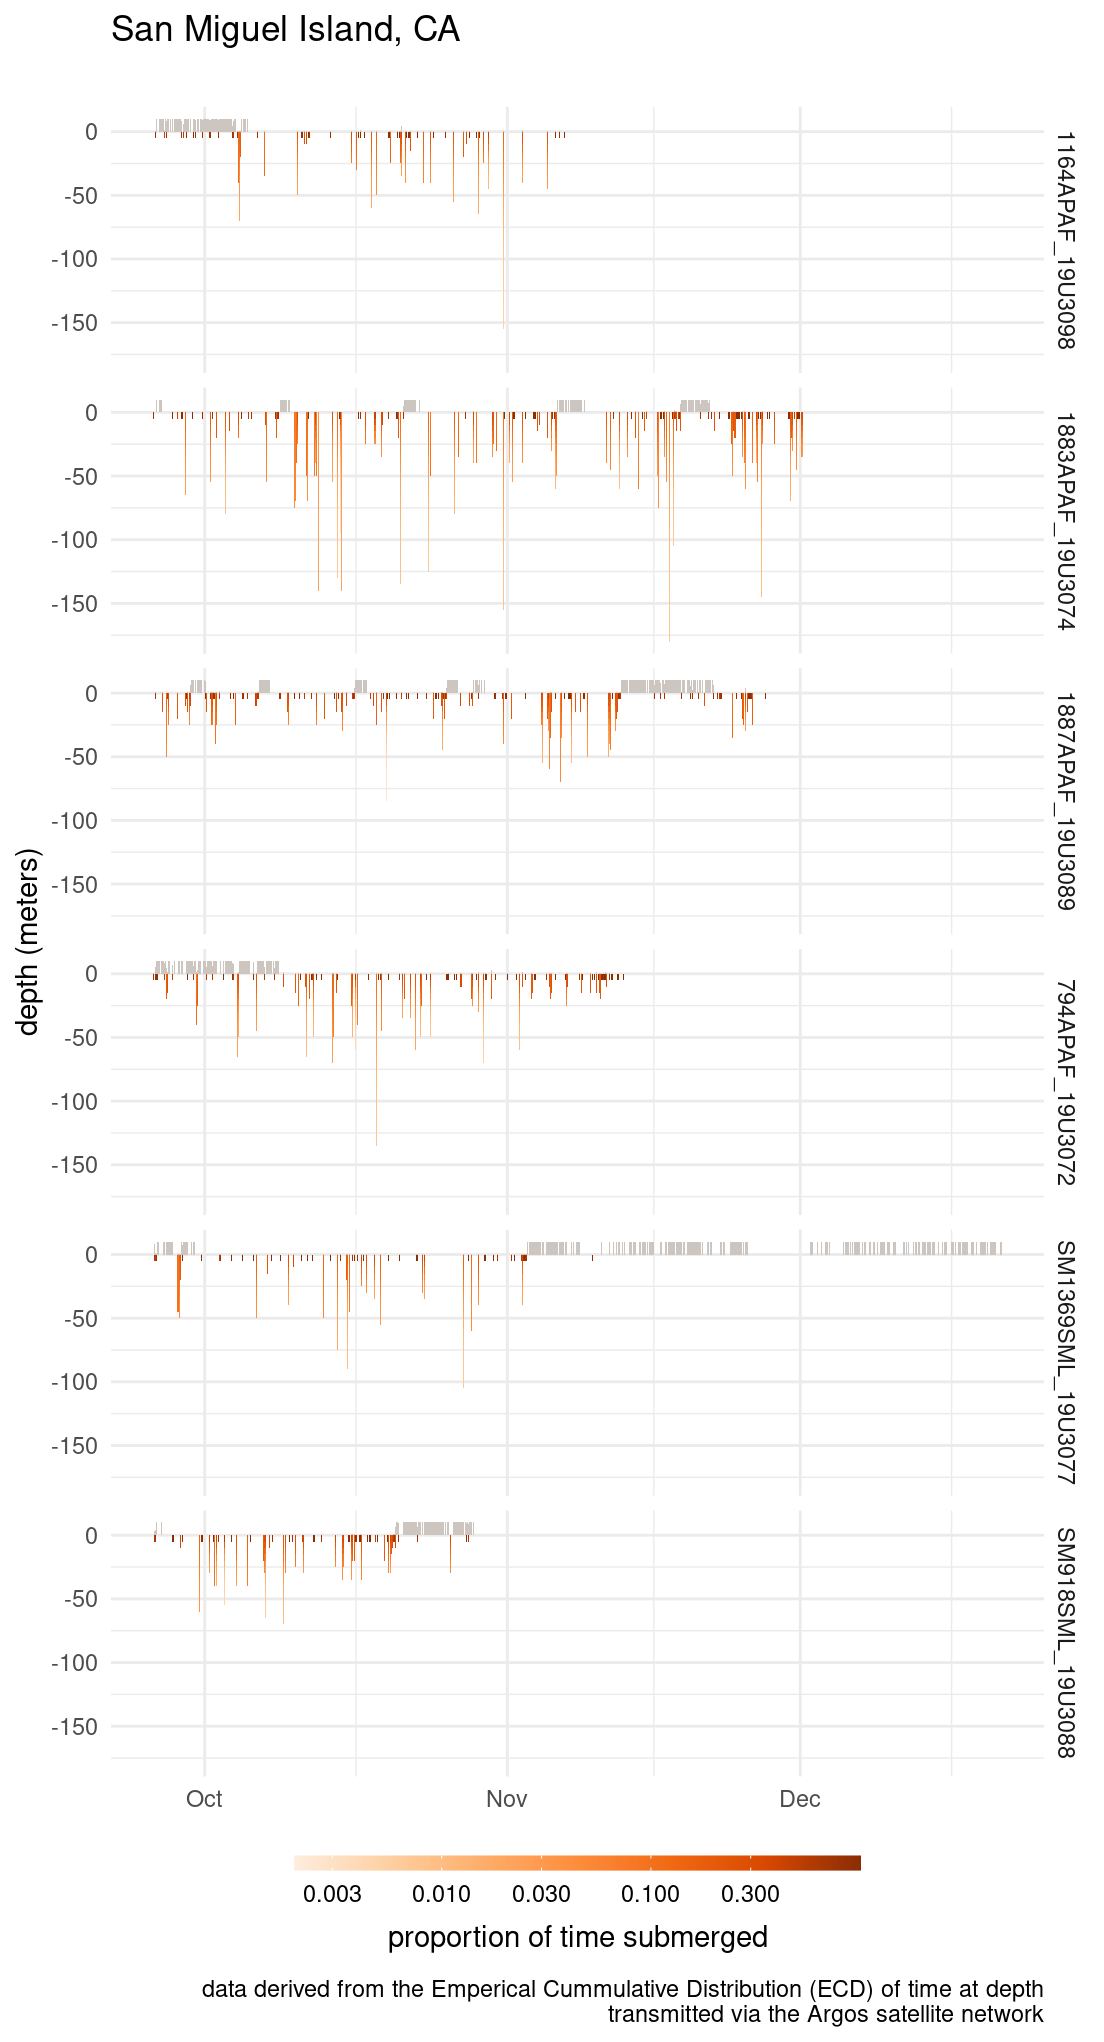 San Miguel Island, CA
0
-50
-100
-150
1164APAF_19U3098
0
-50
-100
-150
1883APAF_19U3074
0
-50
-100
-150
1887APAF_19U3089
depth (meters)
0
-50
-100
-150
794APAF_19U3072
0
-50
-100
-150
SM1369SML_19U3077
0
-50
-100
-150
SM918SML_19U3088
Oct Nov Dec
0.003 0.010 0.030 0.100 0.300
proportion of time submerged
data derived from the Emperical Cummulative Distribution (ECD) of time at depth
transmitted via the Argos satellite network